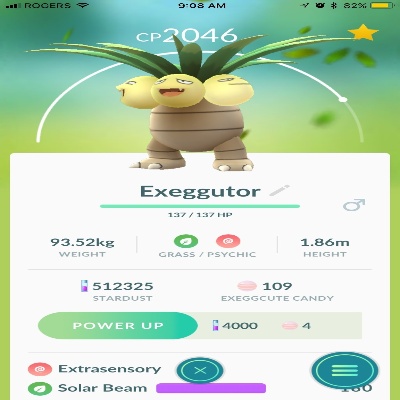 ROGERS 9:08 AM 82%
CP2046
Exeggutor
137 / 137 HP
93.52kg
WEIGHT
GRASS / PSYCHIC
1.86m
HEIGHT
512325
STARDUST
109
EXEGGCUTE CANDY
POWER UP 4000 4
Extrasensory
Solar Beam 180